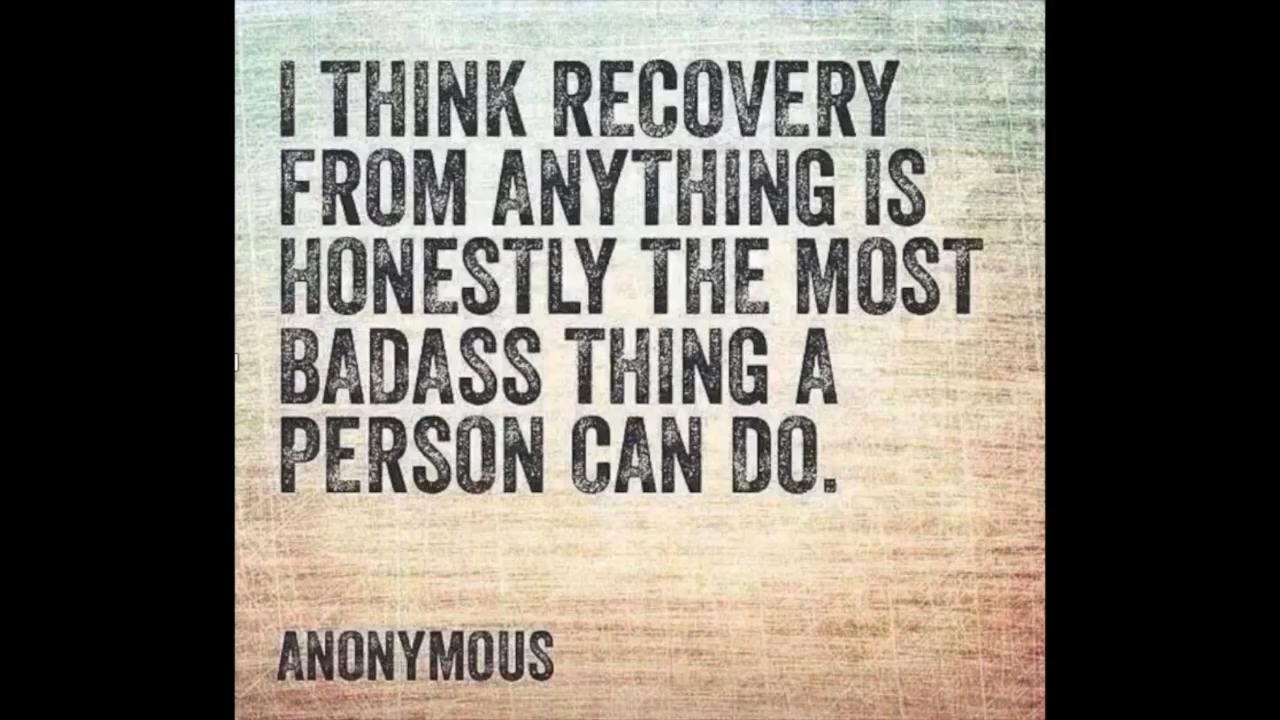 I THINK RECOVERY
FROM ANYTHING IS
HONESTLY THE MOST
BADASS THING A
PERSON CAN DO.
ANONYMOUS